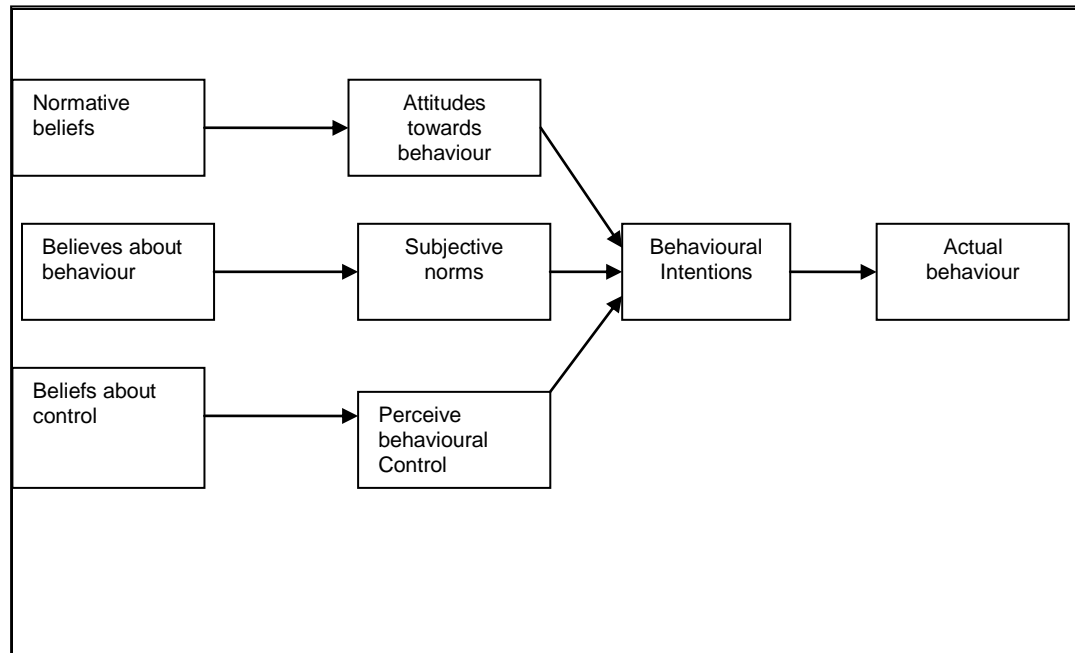 Normative
beliefs
Attitudes
towards
behaviour
Believes about
behaviour
Subjective
norms
Behavioural
Intentions
Actual
behaviour
Beliefs about
control
Perceive
behavioural
Control